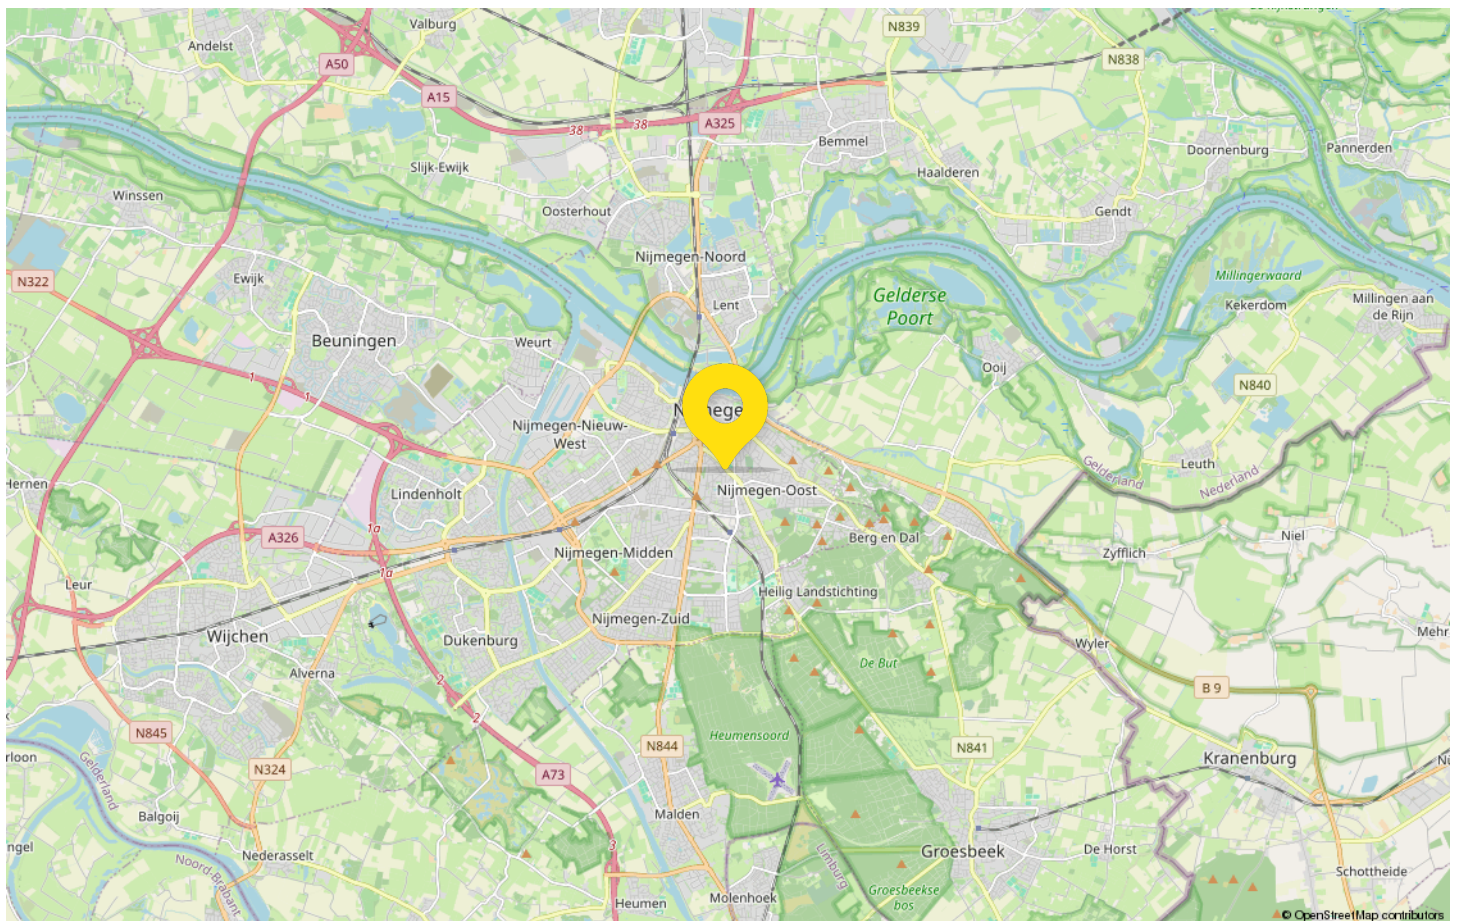 Valburg
Andelst
N839
A50
N838
A15
38
38
A325
Bemmel
Doornenburg
Pannerden
Slijk-Ewijk
Haalderen
Winssen
Oosterhout
Gendt
Nijmegen-Noord
Ewijk
N322
Millingerwaard
Gelderse
Poort
Kekerdom
Millingen aan
de Rijn
Lent
Beuningen
Weurt
Ooij
1
N840
1
Nijmegen-Nieuw-
West
Leuth
Gelderland
Nederland
Hernen
Lindenholt
Nijmegen-Oost
1a
A326
Berg en Dal
Niel
Zyfflich
Nijmegen-Midden
1a
Leur
Heilig Landstichting
Nijmegen-Zuid
Wijchen
Dukenburg
Mehr
Wyler
De But
Alverna
2
B 9
2
N845
Heumensoord
N844
N841
Gelderland
Kranenburg
N324
A73
Balgoij
Malden
3
Nederasselt
Groesbeek
De Horst
Noord-Brabant
Limburg
Schottheide
Groesbeekse
bos
Molenhoek
Heumen
© OpenStreetMap contributors